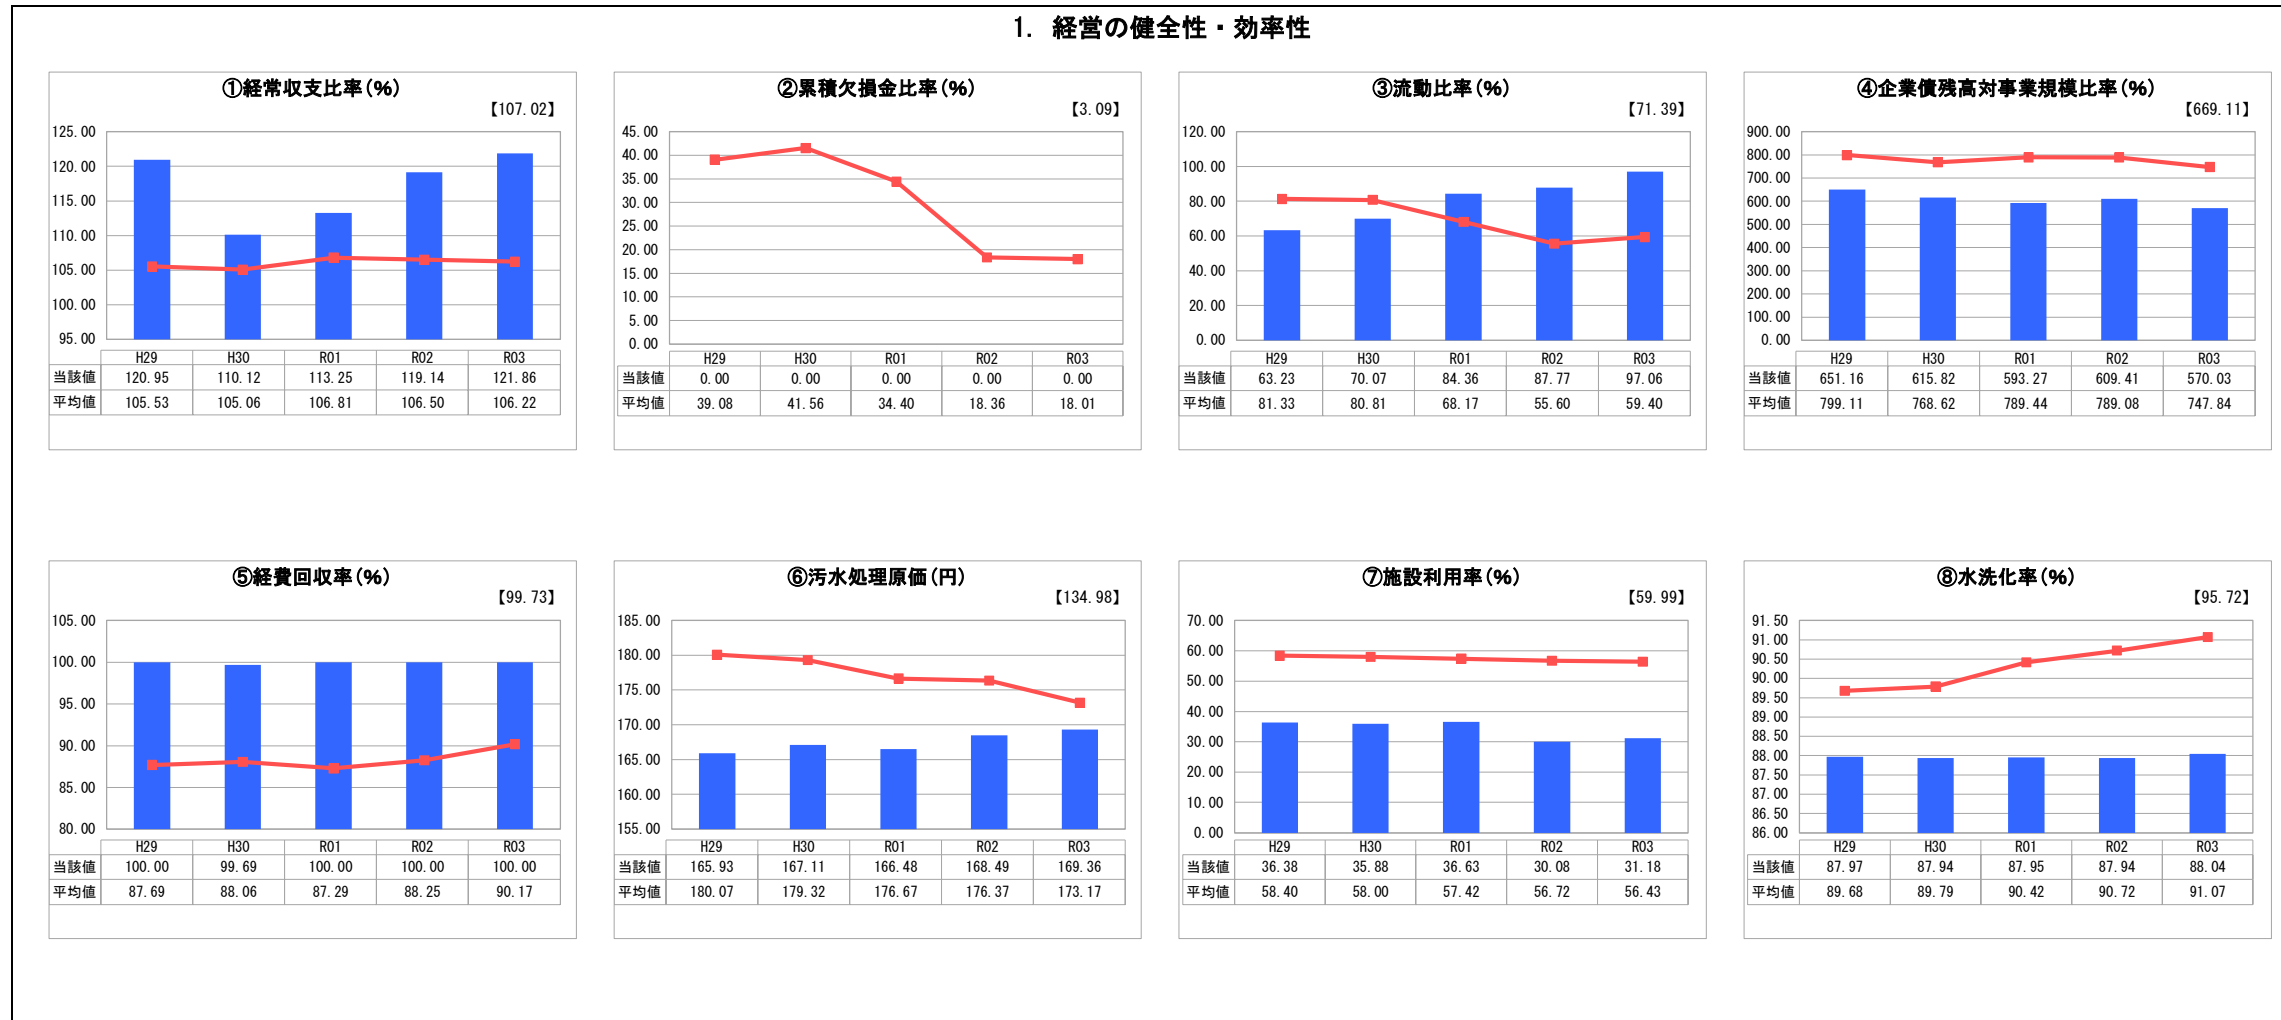 1. 経営の健全性・効率性
①経常収支比率(%)
【107.02】
125.00
120.00
115.00
110.00
105.00
100.00
95.00
H29 H30 R01 R02 R03
当該値 120.95 110.12 113.25 119.14 121.86
平均値 105.53 105.06 106.81 106.50 106.22
②累積欠損金比率(%)
【3.09】
45.00
40.00
35.00
30.00
25.00
20.00
15.00
10.00
5.00
0.00
H29 H30 R01 R02 R03
当該値 0.00 0.00 0.00 0.00 0.00
平均値 39.08 41.56 34.40 18.36 18.01
③流動比率(%)
【71.39】
120.00
100.00
80.00
60.00
40.00
20.00
0.00
H29 H30 R01 R02 R03
当該値 63.23 70.07 84.36 87.77 97.06
平均値 81.33 80.81 68.17 55.60 59.40
④企業債残高対事業規模比率(%)
【669.11】
900.00
800.00
700.00
600.00
500.00
400.00
300.00
200.00
100.00
0.00
H29 H30 R01 R02 R03
当該値 651.16 615.82 593.27 609.41 570.03
平均値 799.11 768.62 789.44 789.08 747.84
⑤経費回収率(%)
【99.73】
105.00
100.00
95.00
90.00
85.00
80.00
H29 H30 R01 R02 R03
当該値 100.00 99.69 100.00 100.00 100.00
平均値 87.69 88.06 87.29 88.25 90.17
⑥汚水処理原価(円)
【134.98】
185.00
180.00
175.00
170.00
165.00
160.00
155.00
H29 H30 R01 R02 R03
当該値 165.93 167.11 166.48 168.49 169.36
平均値 180.07 179.32 176.67 176.37 173.17
⑦施設利用率(%)
【59.99】
70.00
60.00
50.00
40.00
30.00
20.00
10.00
0.00
H29 H30 R01 R02 R03
当該値 36.38 35.88 36.63 30.08 31.18
平均値 58.40 58.00 57.42 56.72 56.43
⑧水洗化率(%)
【95.72】
91.50
91.00
90.50
90.00
89.50
89.00
88.50
88.00
87.50
87.00
86.50
86.00
H29 H30 R01 R02 R03
当該値 87.97 87.94 87.95 87.94 88.04
平均値 89.68 89.79 90.42 90.72 91.07